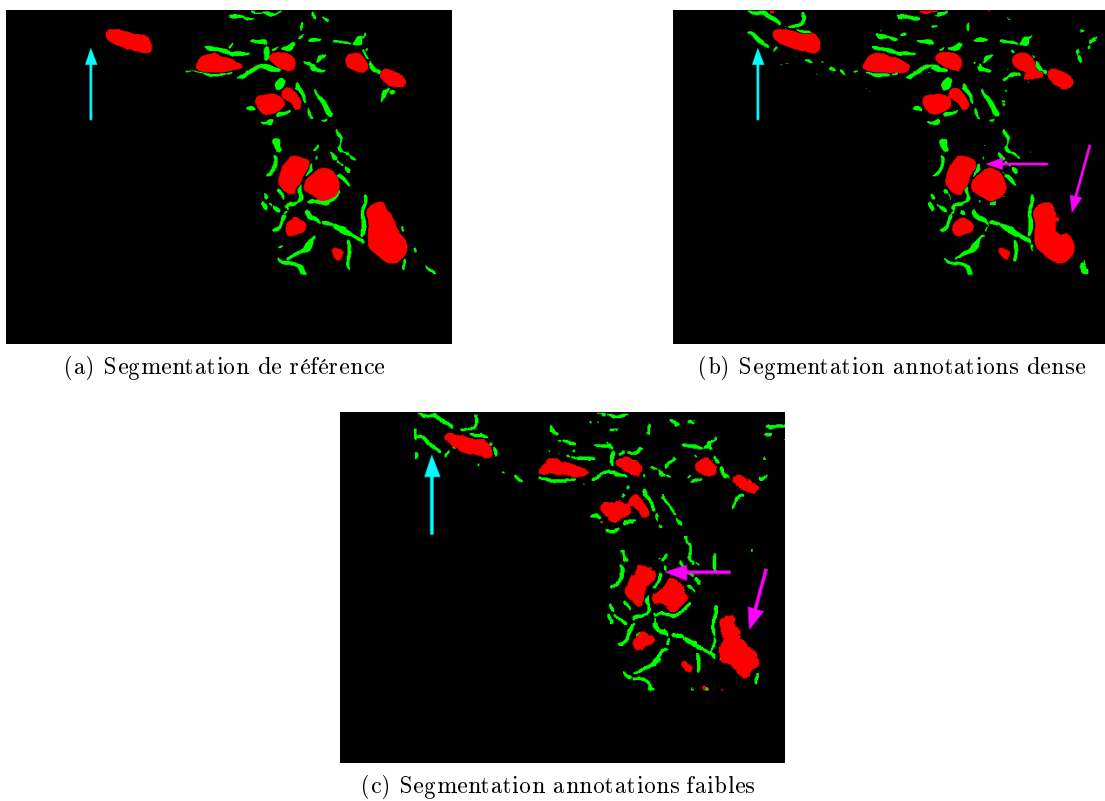 (a) Segmentation de référence
(b) Segmentation annotations dense
(c) Segmentation annotations faibles